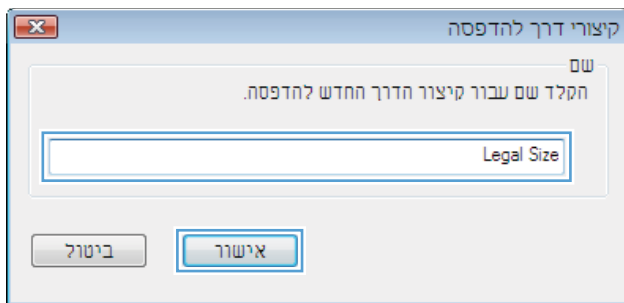 קיצורי דרך להדפסה
שם
הקלד שם עבור קיצור הדרך החדש להדפסה.
Legal Size
אישור
ביטול